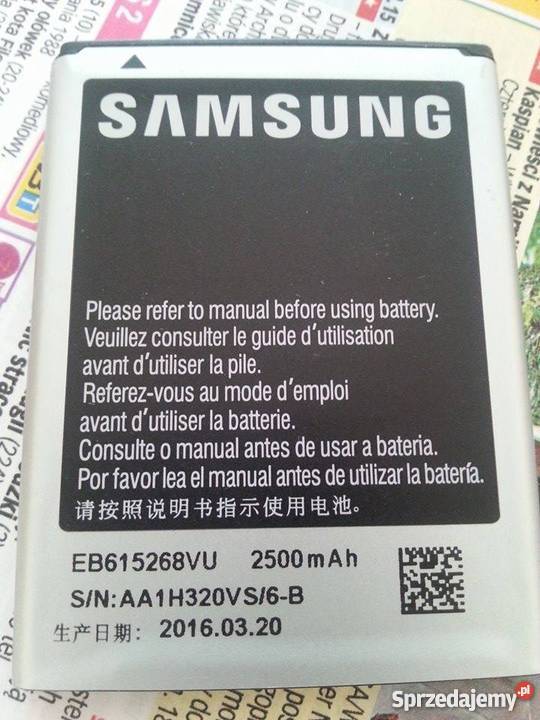 SAMSUNG
Please refer to manual before using battery.
Veuillez consulter le guide d'utilisation
avant d'utiliser la pile.
Referez-vous au mode d'emploi
avant d'utiliser la batterie.
Consulte o manual antes de usar a bateria.
Por favor lea el manual antes de utilizar la batería.
请按照说明书指示使用电池。
EB615268VU 2500mAh
S/N:AA1H320VS/6-B
生产日期: 2016.03.20
Sprzedajemy.pl